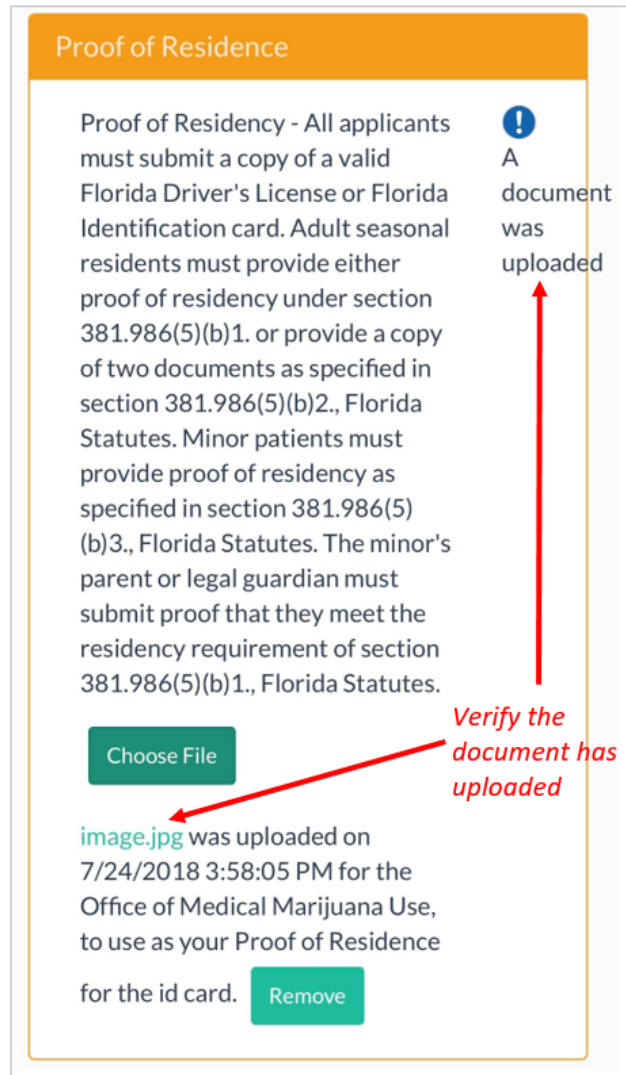 Proof of Residence
Proof of Residency - All applicants
must submit a copy of a valid
Florida Driver's License or Florida
Identification card. Adult seasonal
residents must provide either
proof of residency under section
381.986(5)(b)1. or provide a copy
of two documents as specified in
section 381.986(5)(b)2., Florida
Statutes. Minor patients must
provide proof of residency as
specified in section 381.986(5)
(b)3., Florida Statutes. The minor's
parent or legal guardian must
submit proof that they meet the
residency requirement of section
381.986(5)(b)1., Florida Statutes.
A
document
was
uploaded
Verify the
document has
uploaded
Choose File
image.jpg was uploaded on
7/24/2018 3:58:05 PM for the
Office of Medical Marijuana Use,
to use as your Proof of Residence
for the id card. Remove